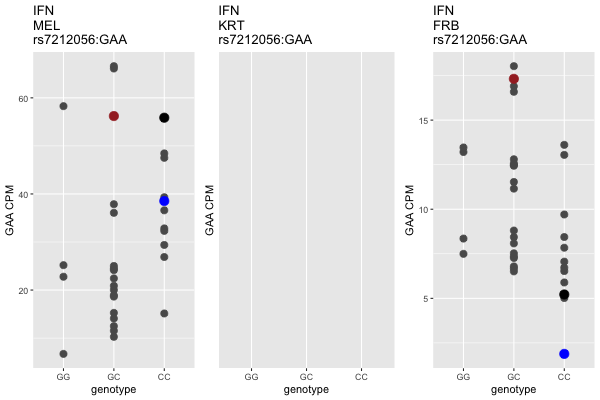 IFN
MEL
rs7212056:GAA
GAA CPM
60
40
20
GG GC CC
genotype
IFN
KRT
rs7212056:GAA
GAA CPM
GG GC CC
genotype
IFN
FRB
rs7212056:GAA
GAA CPM
15
10
5
GG GC CC
genotype